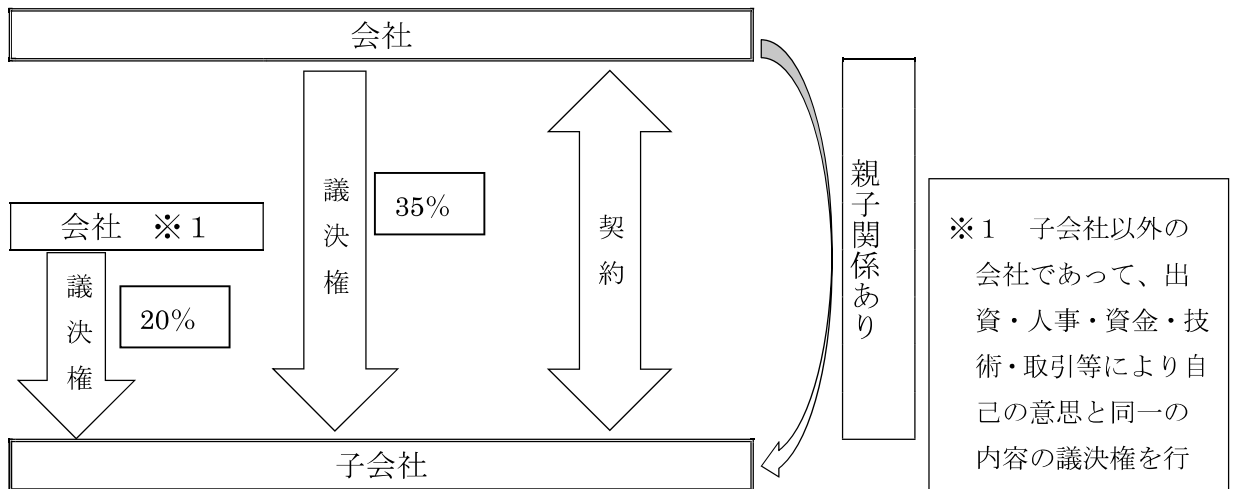 会社
会社　※１
議決権
20%
議決権
35%
契約
親子関係あり
※１　子会社以外の
会社であって、出
資・人事・資金・技
術・取引等により自
己の意思と同一の
内容の議決権を行
子会社